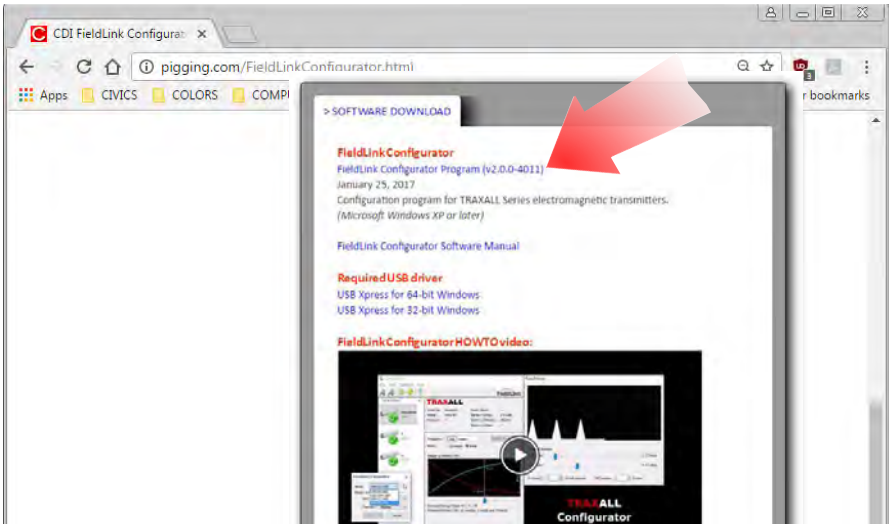 CDI FieldLink Configurat
pigging.com/FieldLinkConfigurator.html
Apps
CIVICS
COLORS
COMPU
r bookmarks
> SOFTWARE DOWNLOAD
FieldLink Configurator
FieldLink Configurator Program (v2.0.0-4011)
January 25, 2017
Configuration program for TRAXALL Series electromagnetic transmitters.
(Microsoft Windows XP or later)
FieldLink Configurator Software Manual
Required USB driver
USB Xpress for 64-bit Windows
USB Xpress for 32-bit Windows
FieldLink Configurator HOWTO video:
TRAXALL
TRAXALL
Configurator